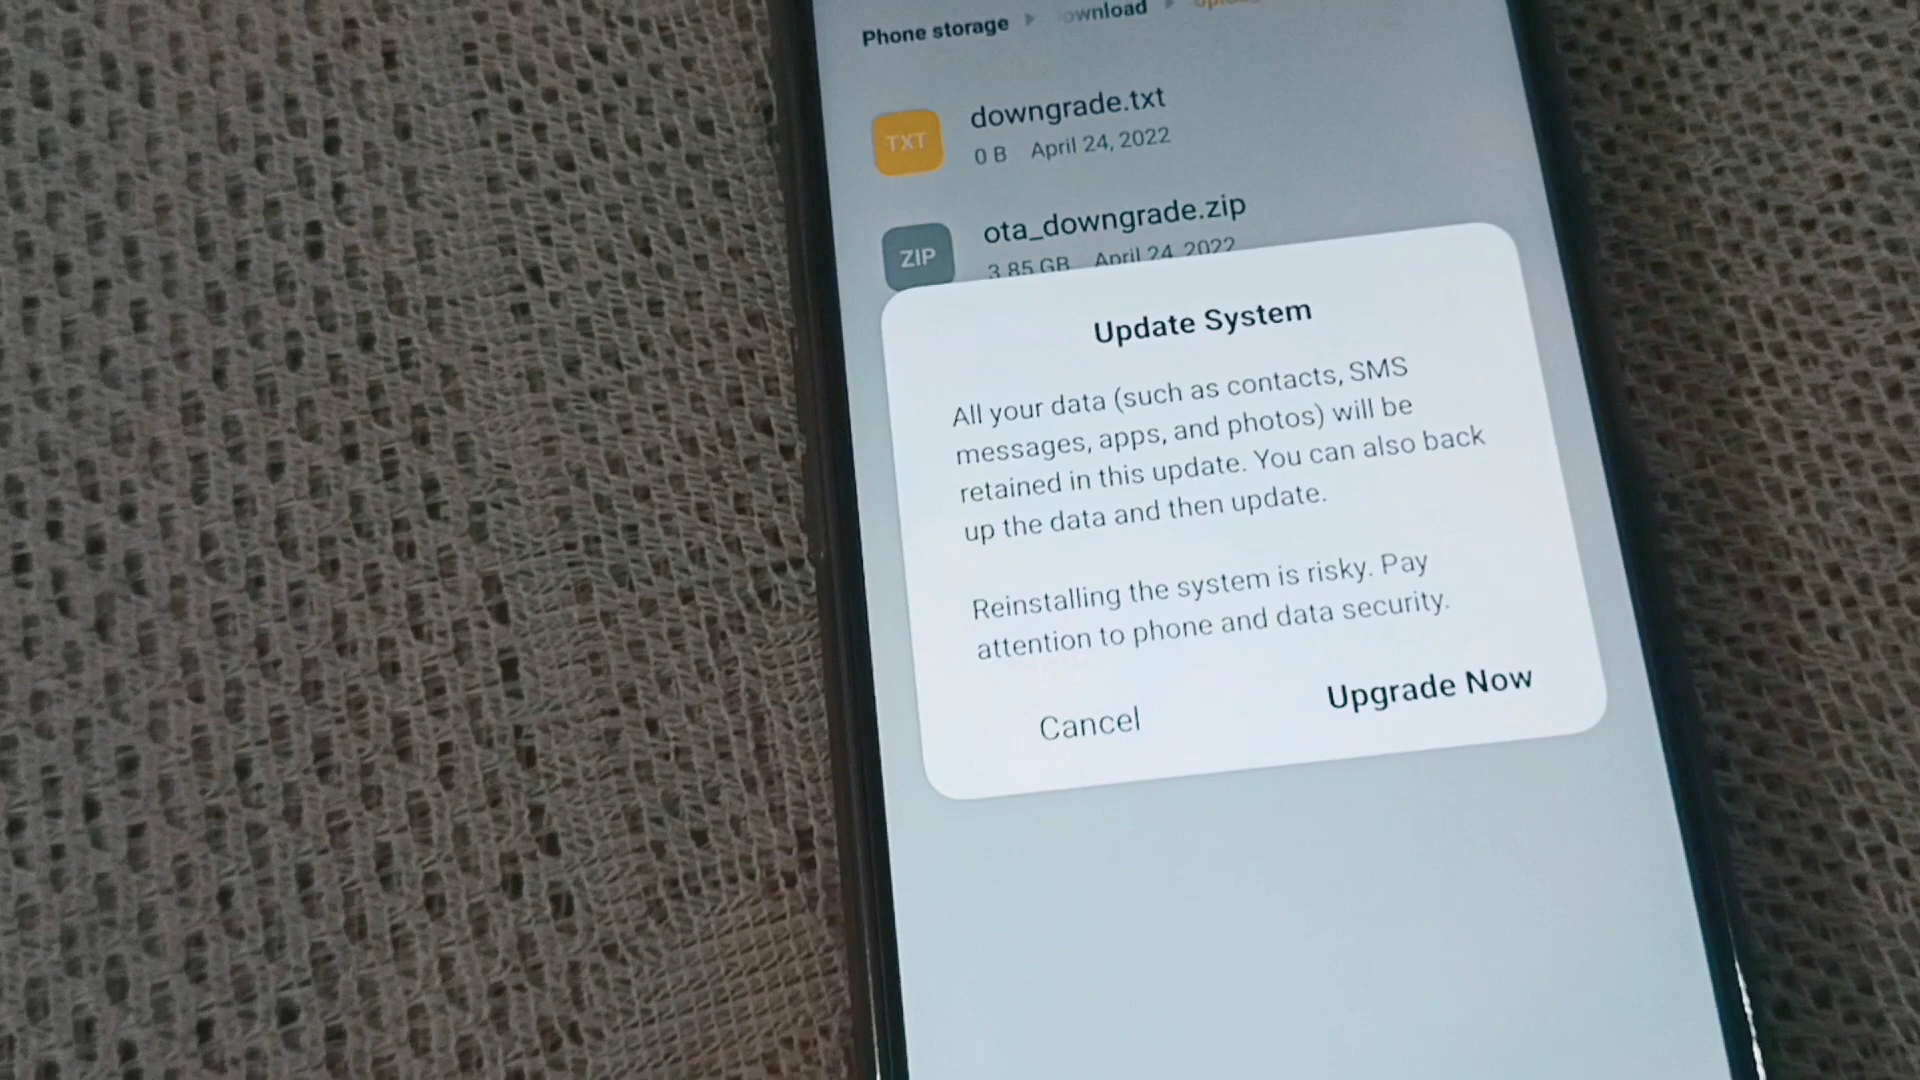 Phone storage ownload
TXT
downgrade.txt
0 B April 24, 2022
ZIP
ota_downgrade.zip
3.85 GB April 24, 2022
Update System
All your data (such as contacts, SMS
messages, apps, and photos) will be
retained in this update. You can also back
up the data and then update.
Reinstalling the system is risky. Pay
attention to phone and data security.
Cancel
Upgrade Now